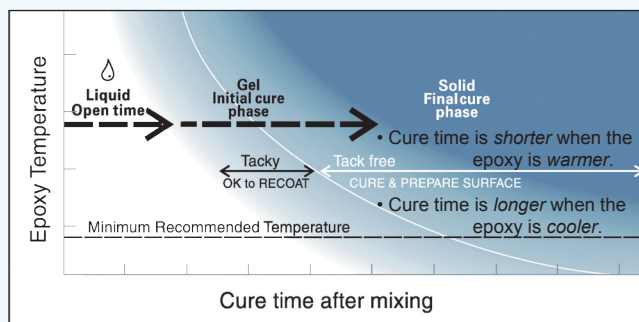 Epoxy Temperature
Liquid
Open time
Gel
Initial cure
phase
Solid
Final cure
phase
• Cure time is shorter when the
epoxy is warmer.
Tacky
OK to RECOAT
Tack free
CURE & PREPARE SURFACE
• Cure time is longer when the
epoxy is cooler.
Minimum Recommended Temperature
Cure time after mixing